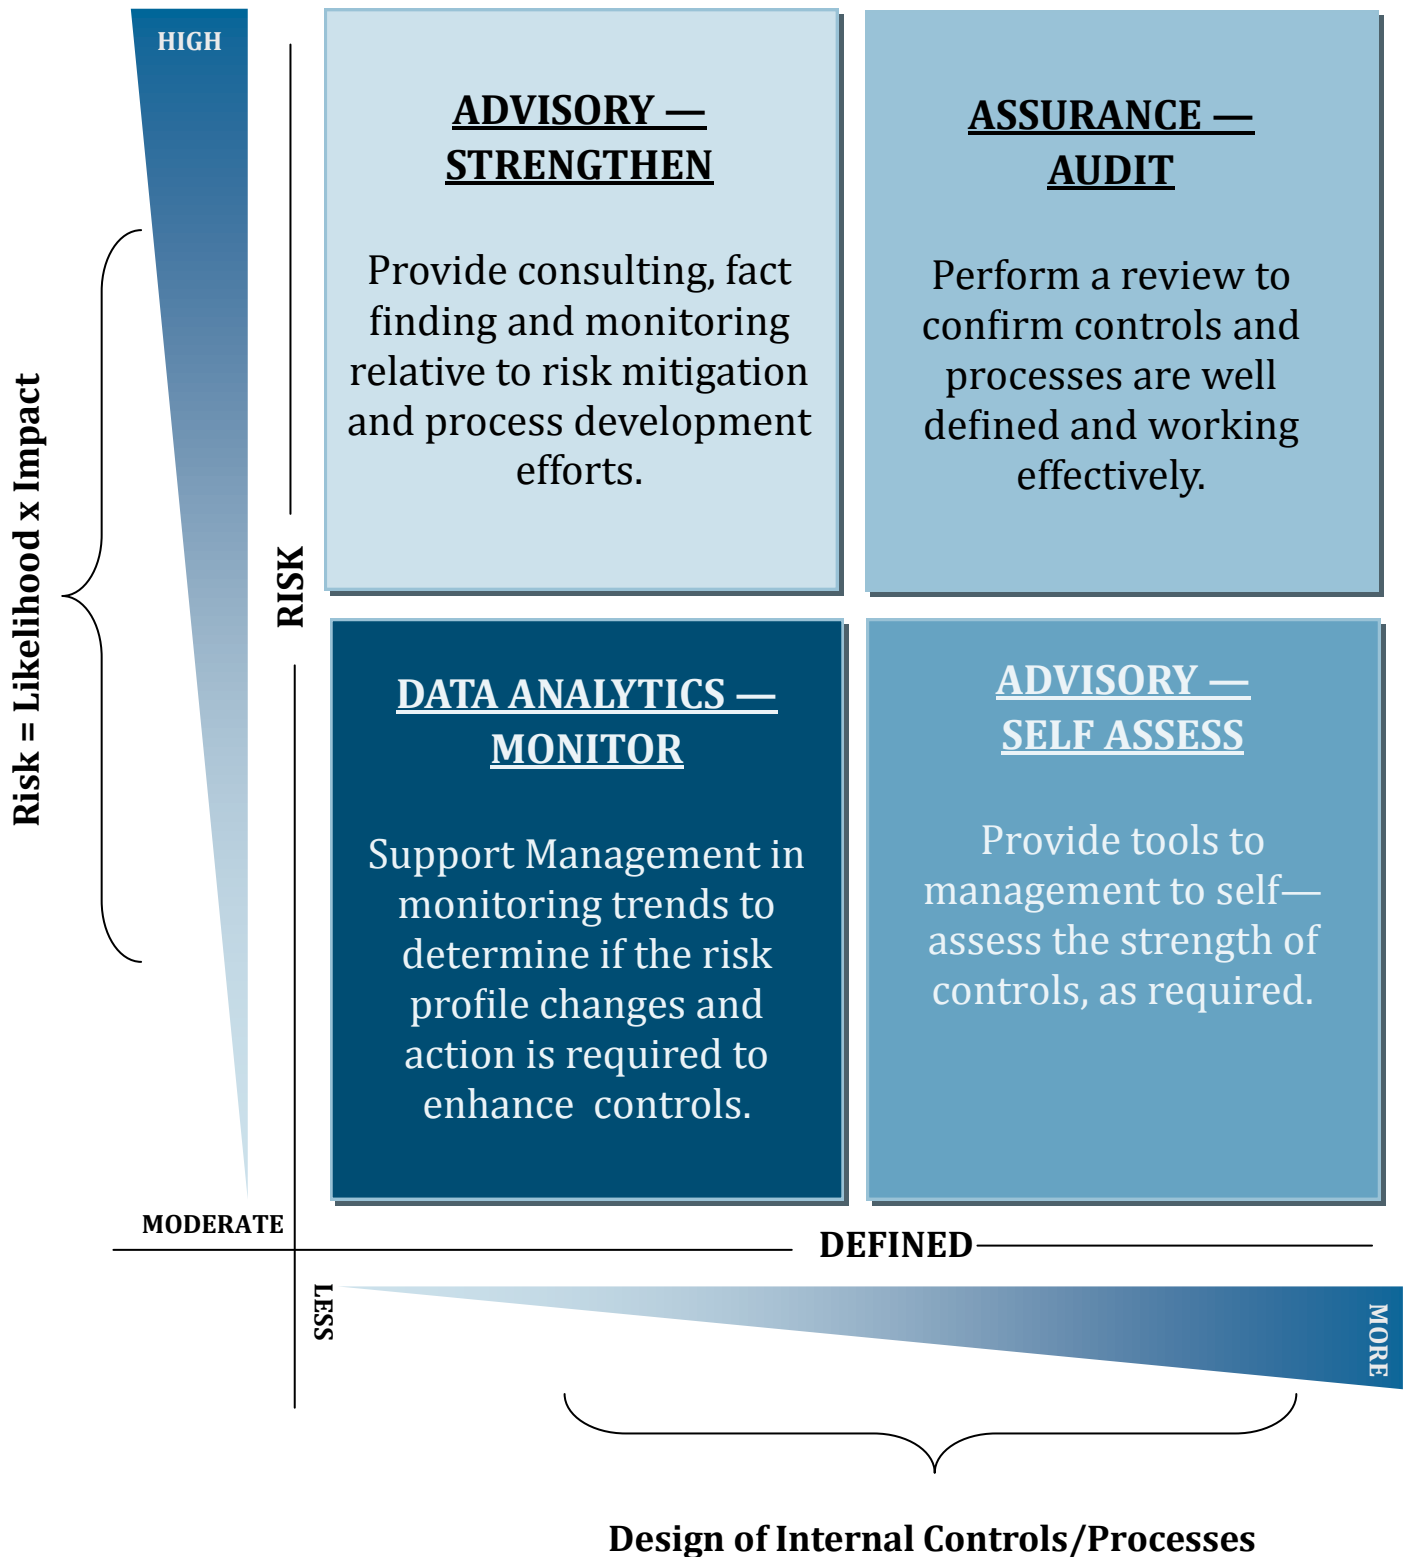 HIGH
ADVISORY —
STRENGTHEN
Provide consulting, fact
finding and monitoring
relative to risk mitigation
and process development
efforts.
ASSURANCE —
AUDIT
Perform a review to
confirm controls and
processes are well
defined and working
effectively.
Risk = Likelihood x Impact
RISK
DATA ANALYTICS —
MONITOR
Support Management in
monitoring trends to
determine if the risk
profile changes and
action is required to
enhance  controls.
ADVISORY —
SELF ASSESS
Provide tools to
management to self—
assess the strength of
controls, as required.
MODERATE
DEFINED
LESS
MORE
Design of Internal Controls/Processes